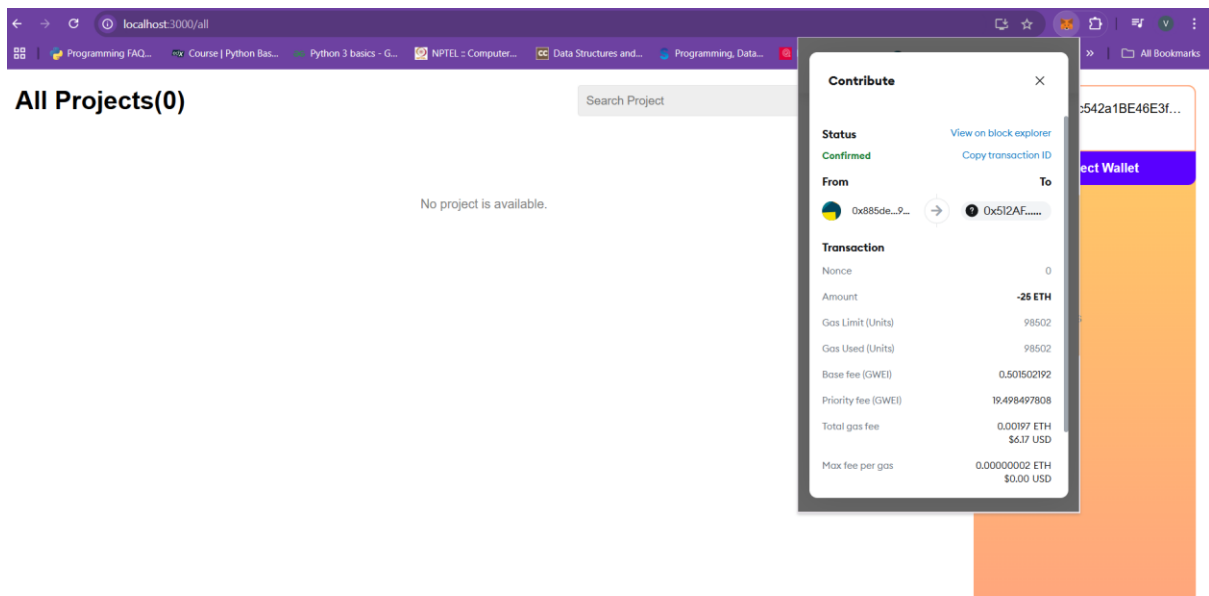 localhost:3000/all
Programming FAQ... Course | Python Bas... Python 3 basics - G... NPTEL :: Computer... Data Structures and... Programming, Data... » All Bookmarks
All Projects(0)
Search Project
c542a1BE46E3f...
ect Wallet
No project is available.
Contribute
Status View on block explorer
Confirmed Copy transaction ID
From To
0x885de...9... 0x512AF......
Transaction
Nonce 0
Amount -25 ETH
Gas Limit (Units) 98502
Gas Used (Units) 98502
Base fee (GWEI) 0.501502192
Priority fee (GWEI) 19.498497808
Total gas fee 0.00197 ETH
$6.17 USD
Max fee per gas 0.00000002 ETH
$0.00 USD